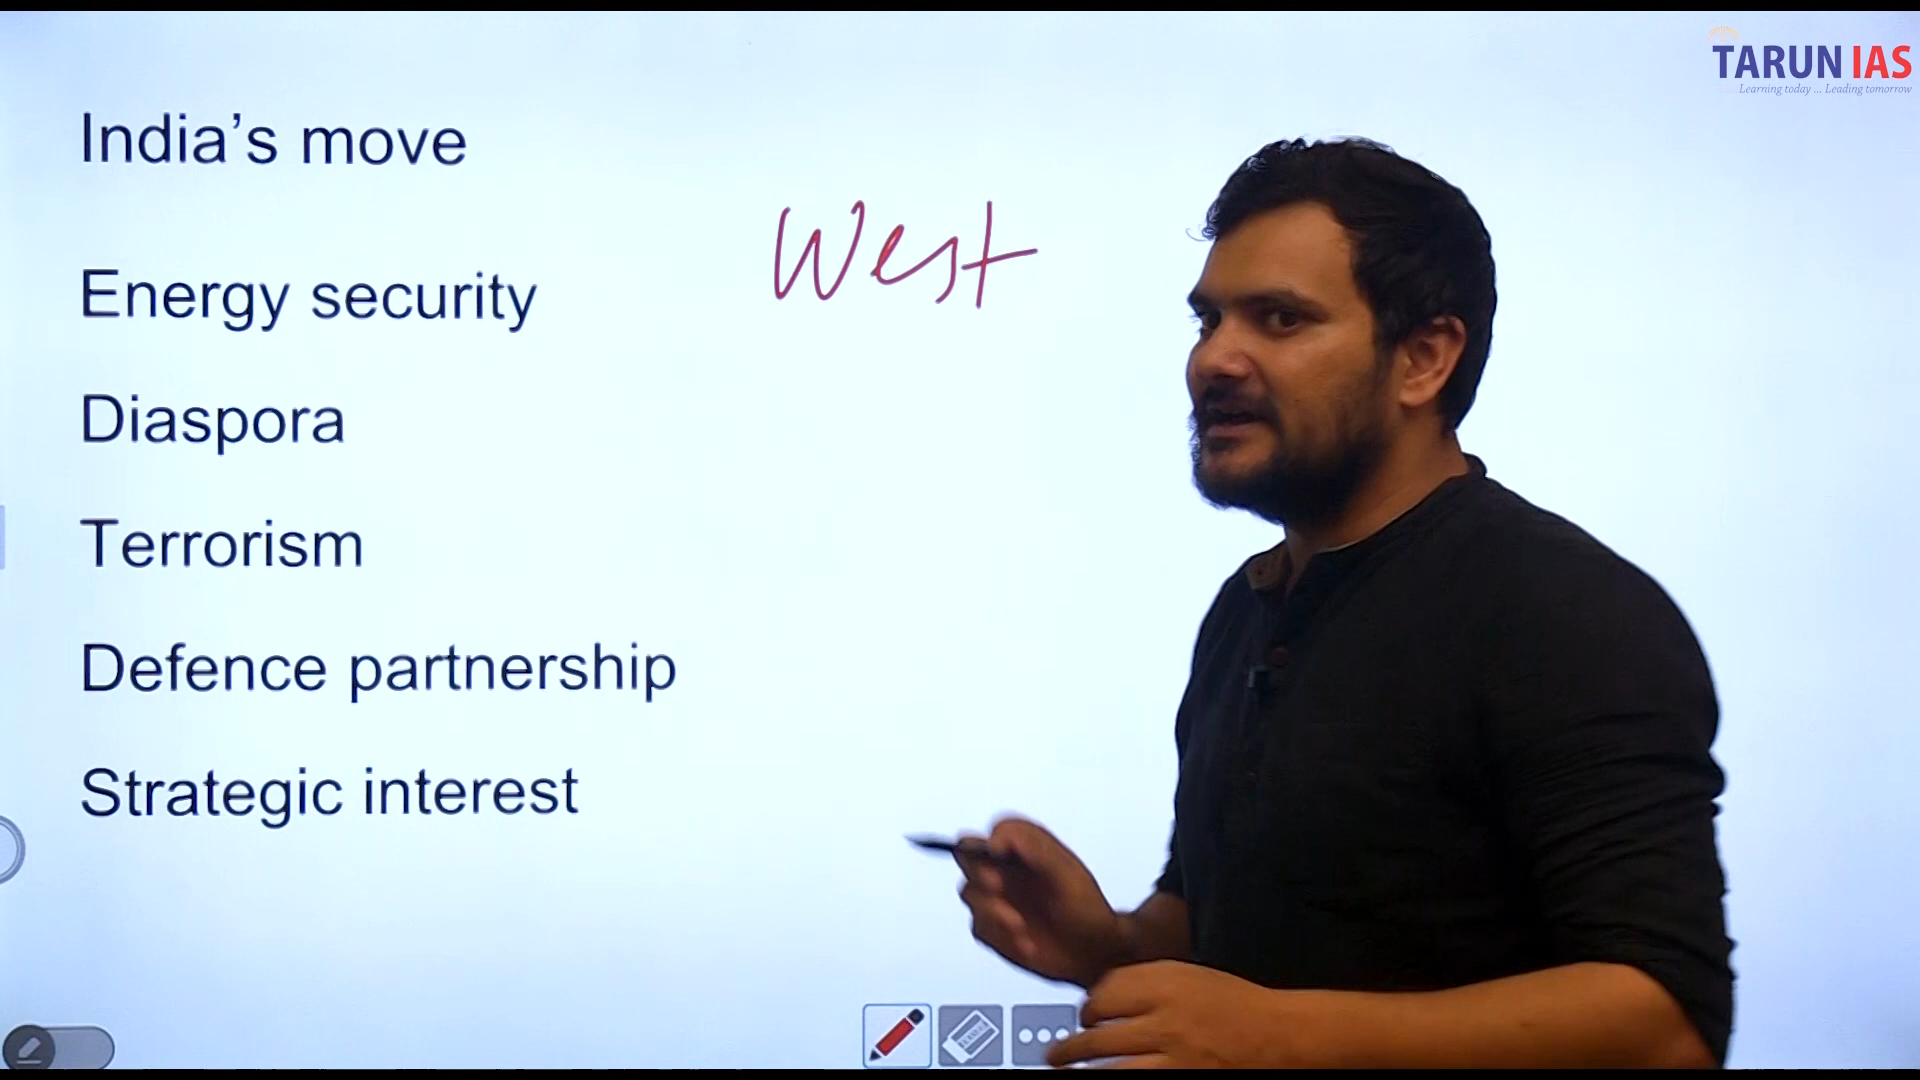 TARUN IAS
Learning today ... Leading tomorrow
India’s move
West
Energy security
Diaspora
Terrorism
Defence partnership
Strategic interest